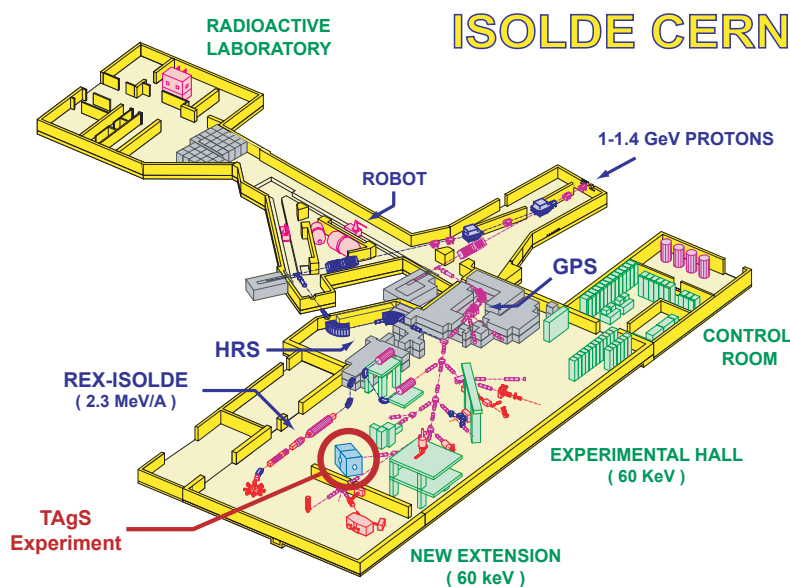 RADIOACTIVE
LABORATORY
ISOLDE CERN
1-1.4 GeV PROTONS
ROBOT
GPS
HRS
CONTROL
ROOM
REX-ISOLDE
( 2.3 MeV/A )
EXPERIMENTAL HALL
( 60 KeV )
TAgS
Experiment
NEW EXTENSION
( 60 keV )